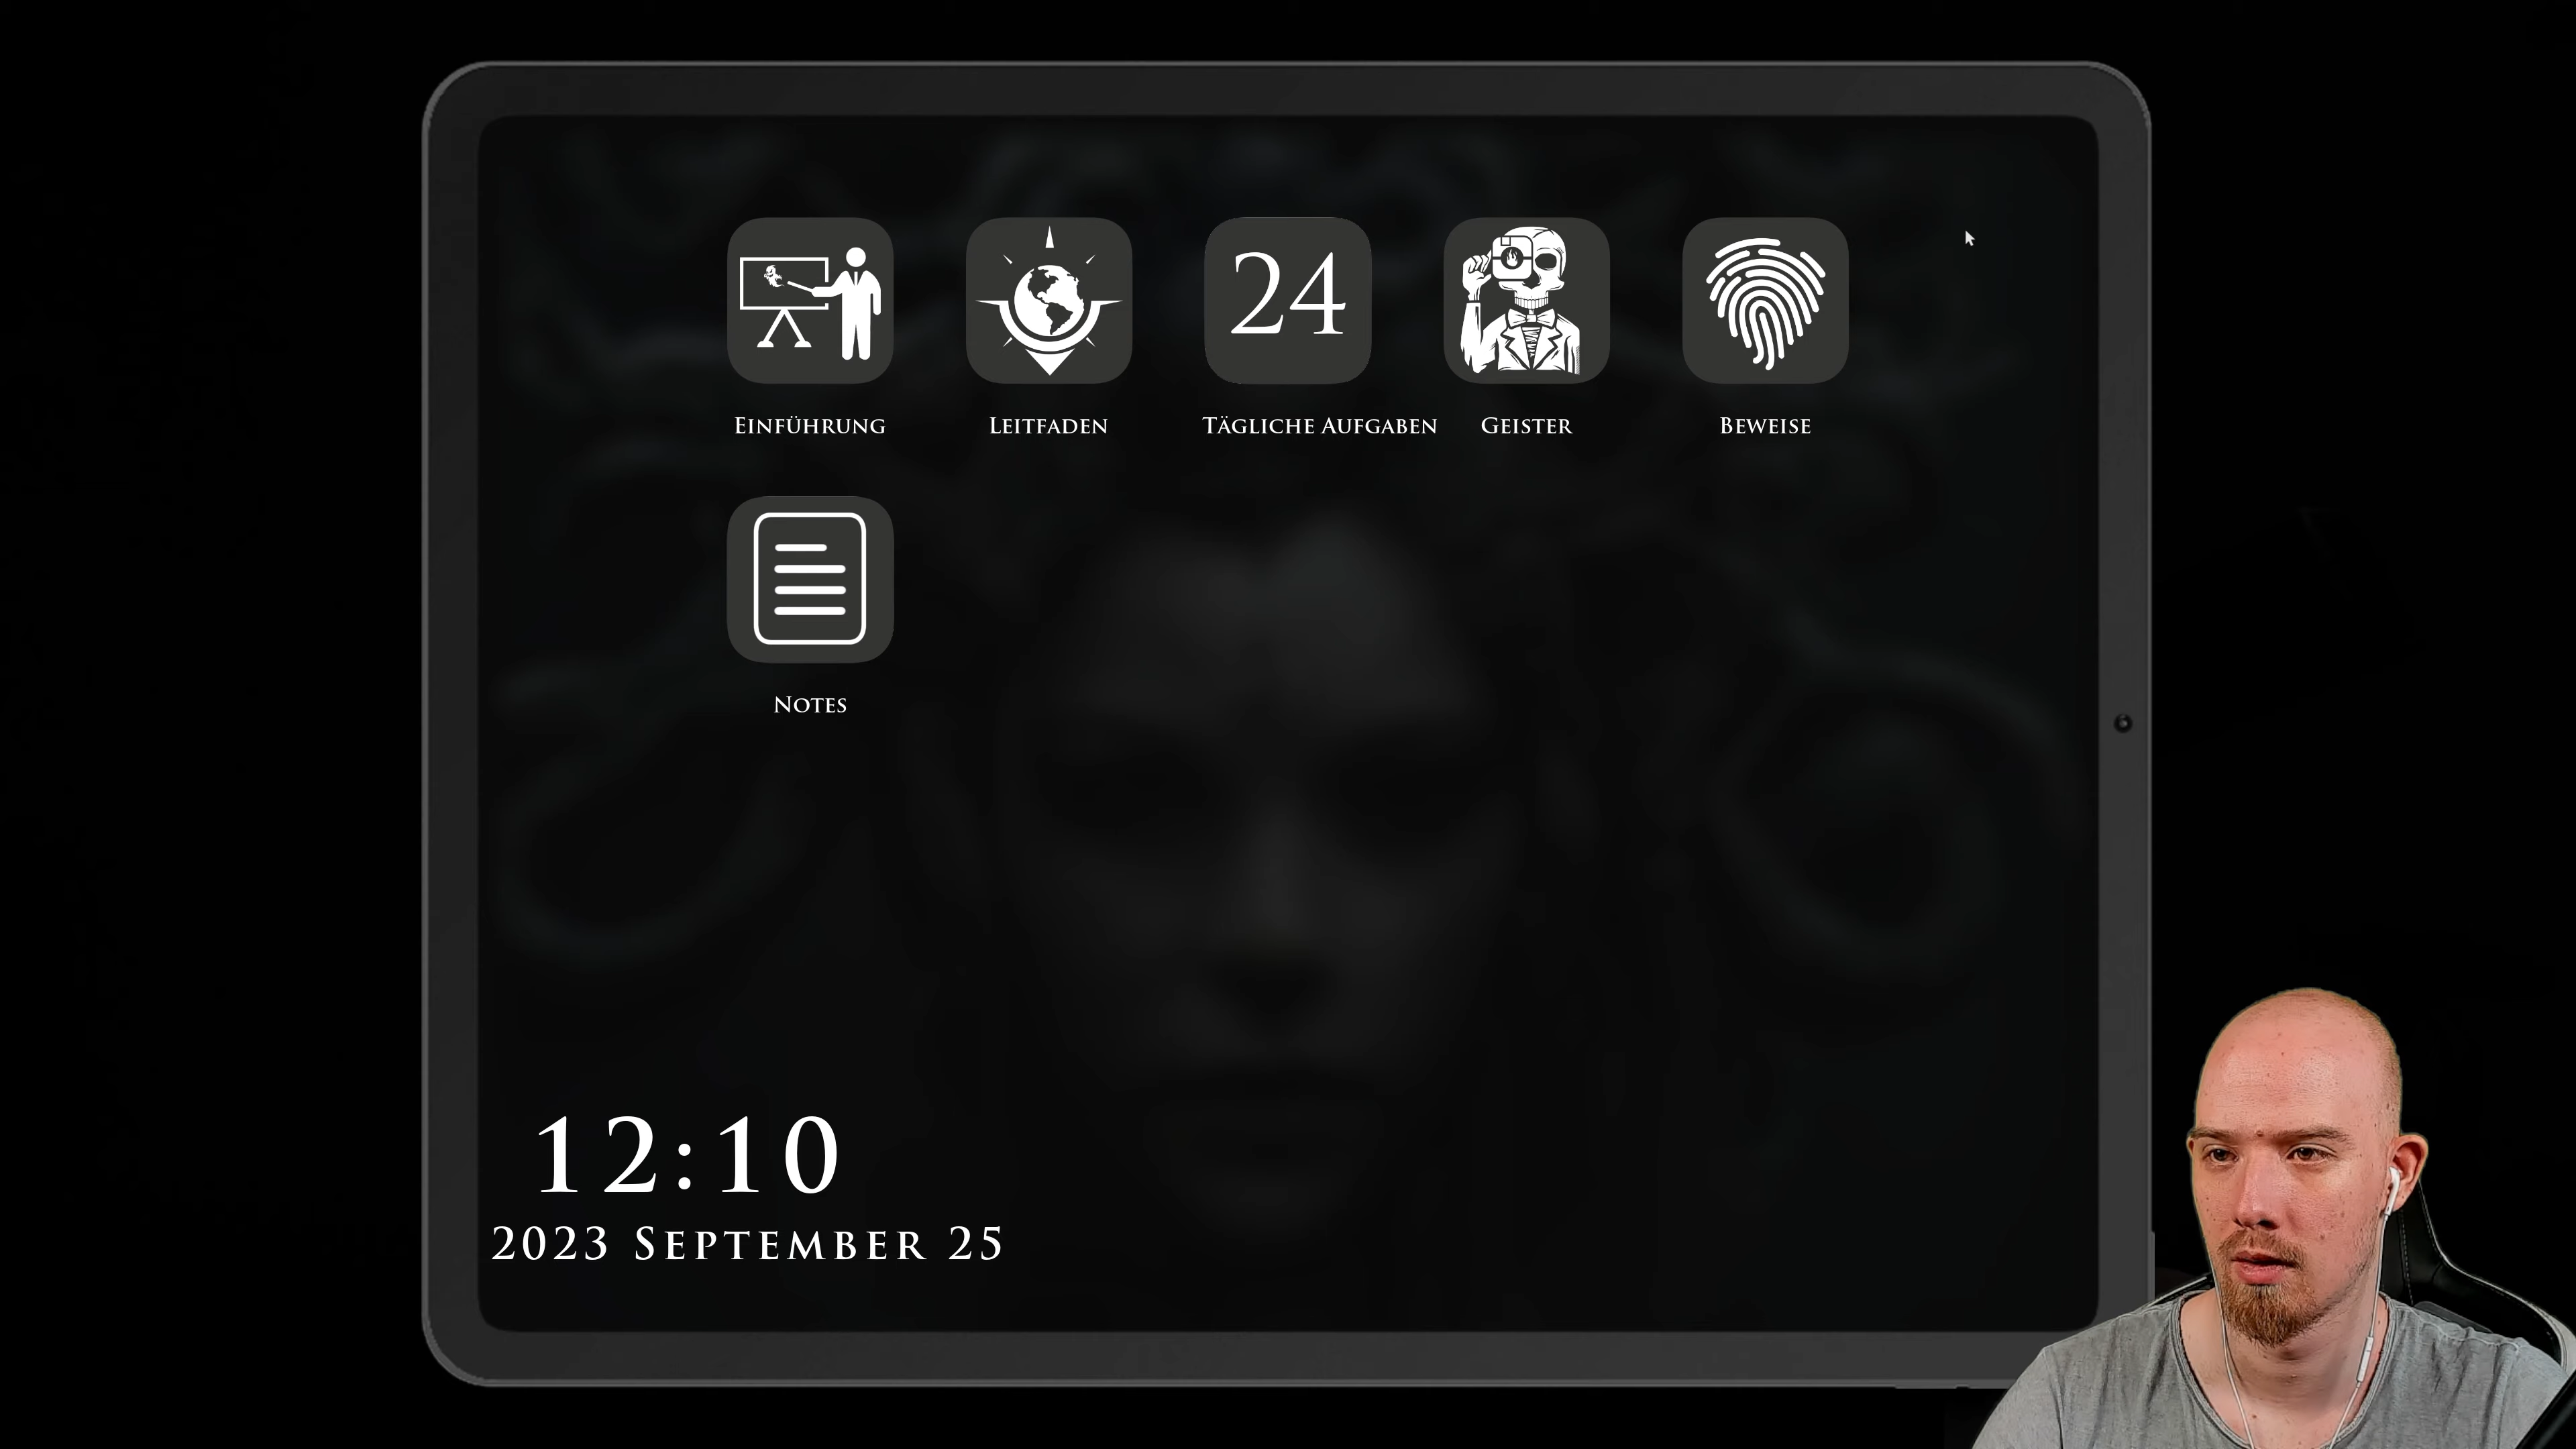 24
Einführung
Leitfaden
Tägliche Aufgaben
Geister
Beweise
Notes
12:10
2023 September 25